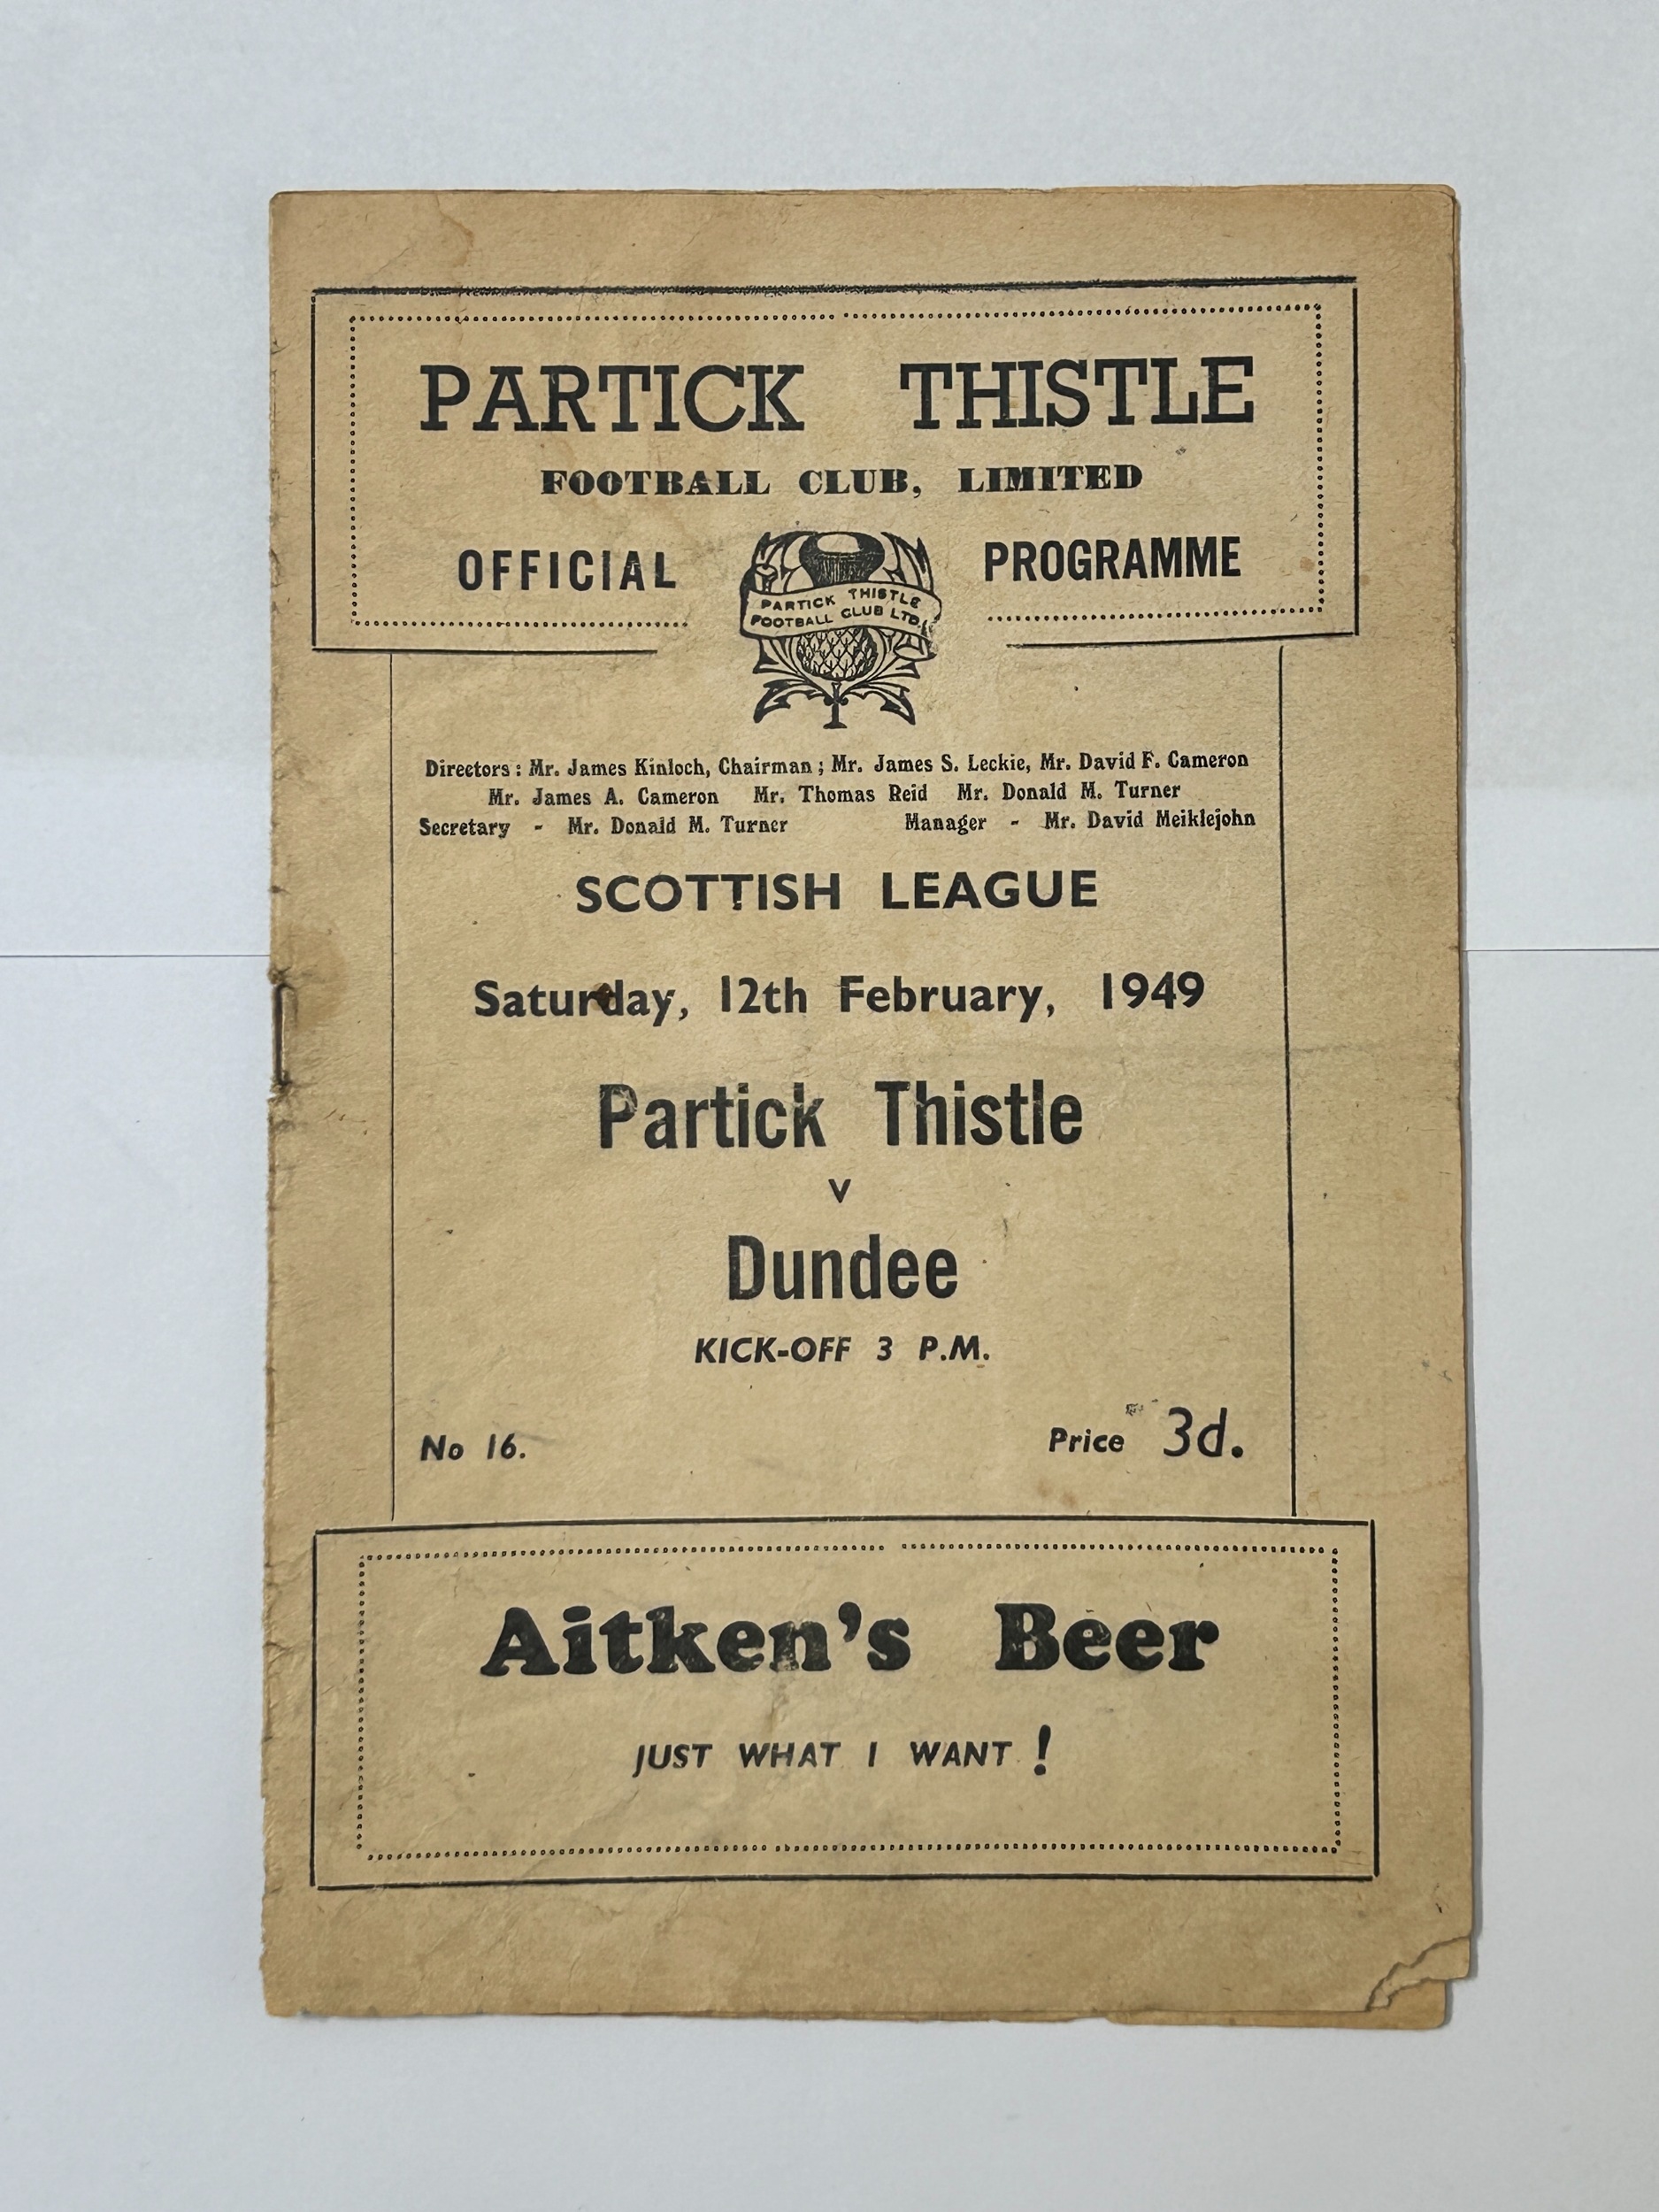 PARTICK THISTLE
FOOTBALL CLUB, LIMITED
OFFICIAL PROGRAMME
PARTICK THISTLE
FOOTBALL CLUB LTD.
Directors : Mr. James Kinloch, Chairman ; Mr. James S. Leckie, Mr. David F. Cameron
Mr. James A. Cameron Mr. Thomas Reid Mr. Donald M. Turner
Secretary - Mr. Donald M. Turner Manager - Mr. David Meiklejohn
SCOTTISH LEAGUE
Saturday, 12th February, 1949
Partick Thistle
v
Dundee
KICK-OFF 3 P.M.
No 16. Price 3d.
Aitken's Beer
JUST WHAT I WANT !